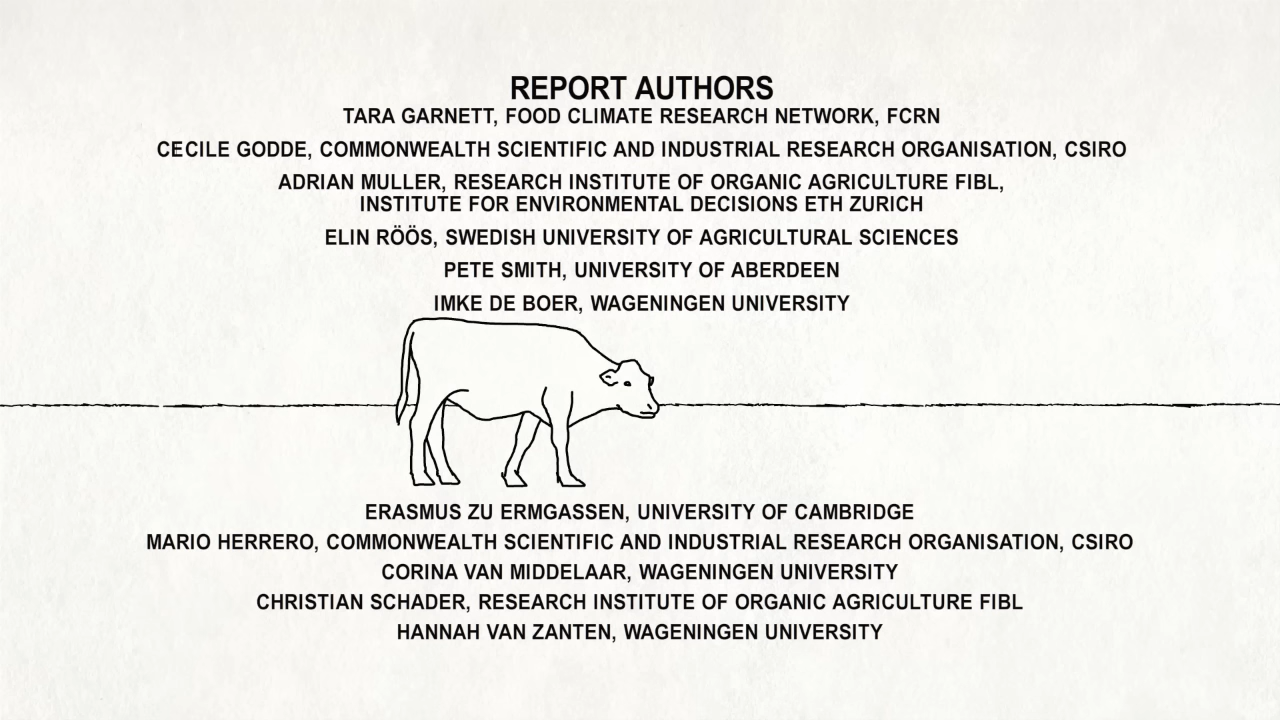 REPORT AUTHORS
TARA GARNETT, FOOD CLIMATE RESEARCH NETWORK, FCRN
CECILE GODDE, COMMONWEALTH SCIENTIFIC AND INDUSTRIAL RESEARCH ORGANISATION, CSIRO
ADRIAN MULLER, RESEARCH INSTITUTE OF ORGANIC AGRICULTURE FIBL,
INSTITUTE FOR ENVIRONMENTAL DECISIONS ETH ZURICH
ELIN RÖÖS, SWEDISH UNIVERSITY OF AGRICULTURAL SCIENCES
PETE SMITH, UNIVERSITY OF ABERDEEN
IMKE DE BOER, WAGENINGEN UNIVERSITY
ERASMUS ZU ERMGASSEN, UNIVERSITY OF CAMBRIDGE
MARIO HERRERO, COMMONWEALTH SCIENTIFIC AND INDUSTRIAL RESEARCH ORGANISATION, CSIRO
CORINA VAN MIDDELAAR, WAGENINGEN UNIVERSITY
CHRISTIAN SCHADER, RESEARCH INSTITUTE OF ORGANIC AGRICULTURE FIBL
HANNAH VAN ZANTEN, WAGENINGEN UNIVERSITY